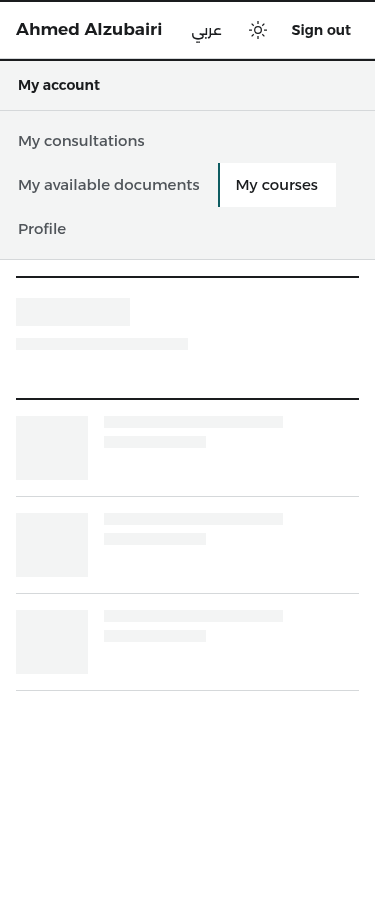 Ahmed Alzubairi عربي Sign out
My account
My consultations
My available documents My courses
Profile